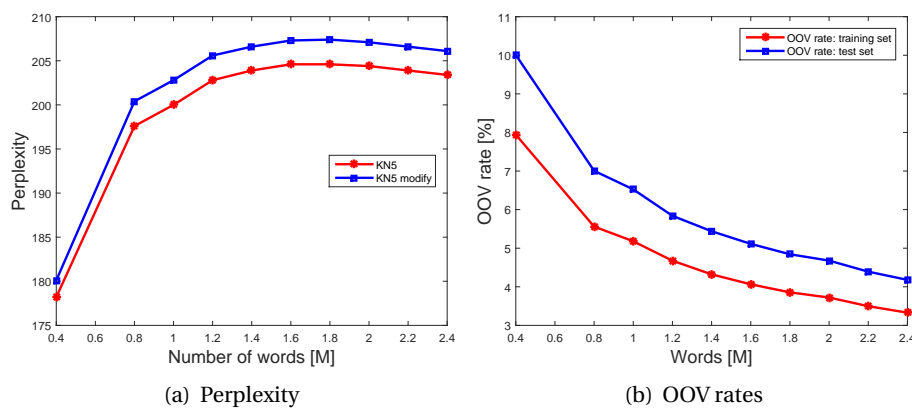 210
205
200
195
190
185
180
175
Perplexity
KN5
KN5 modify
0.4 0.6 0.8 1 1.2 1.4 1.6 1.8 2 2.2 2.4
Number of words [M]
(a) Perplexity
11
10
9
8
7
6
5
4
3
OOV rate [%]
OOV rate: training set
OOV rate: test set
0.4 0.6 0.8 1 1.2 1.4 1.6 1.8 2 2.2 2.4
Words [M]
(b) OOV rates